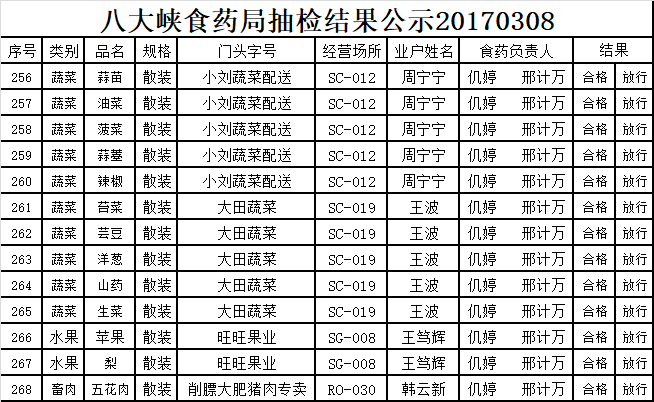 八大峡食药局抽检结果公示20170308
序号 类别 品名 规格 门头字号 经营场所 业户姓名 食药负责人 结果
256 蔬菜 蒜苗 散装 小刘蔬菜配送 SC-012 周宁宁 仉婷 邢计万 合格 放行
257 蔬菜 油菜 散装 小刘蔬菜配送 SC-012 周宁宁 仉婷 邢计万 合格 放行
258 蔬菜 菠菜 散装 小刘蔬菜配送 SC-012 周宁宁 仉婷 邢计万 合格 放行
259 蔬菜 蒜薹 散装 小刘蔬菜配送 SC-012 周宁宁 仉婷 邢计万 合格 放行
260 蔬菜 辣椒 散装 小刘蔬菜配送 SC-012 周宁宁 仉婷 邢计万 合格 放行
261 蔬菜 苔菜 散装 大田蔬菜 SC-019 王波 仉婷 邢计万 合格 放行
262 蔬菜 芸豆 散装 大田蔬菜 SC-019 王波 仉婷 邢计万 合格 放行
263 蔬菜 洋葱 散装 大田蔬菜 SC-019 王波 仉婷 邢计万 合格 放行
264 蔬菜 山药 散装 大田蔬菜 SC-019 王波 仉婷 邢计万 合格 放行
265 蔬菜 生菜 散装 大田蔬菜 SC-019 王波 仉婷 邢计万 合格 放行
266 水果 苹果 散装 旺旺果业 SG-008 王笃辉 仉婷 邢计万 合格 放行
267 水果 梨 散装 旺旺果业 SG-008 王笃辉 仉婷 邢计万 合格 放行
268 畜肉 五花肉 散装 削膘大肥猪肉专卖 RO-030 韩云新 仉婷 邢计万 合格 放行